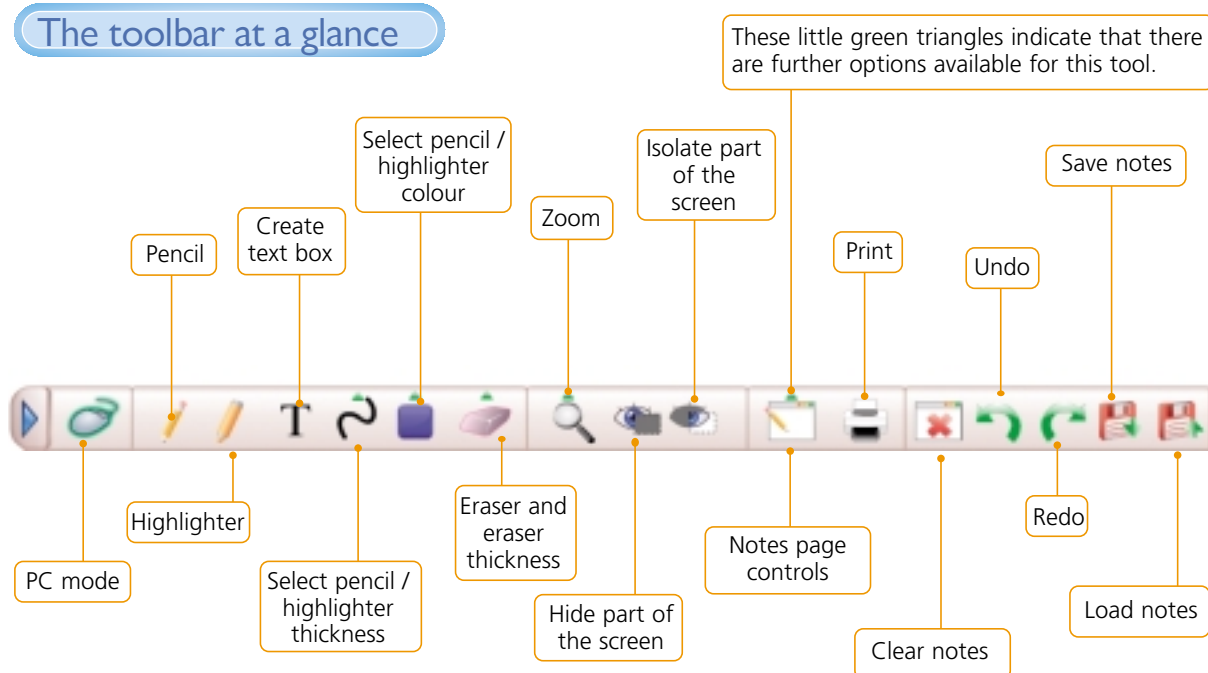 The toolbar at a glance
These little green triangles indicate that there
are further options available for this tool.
Select pencil /
highlighter
colour
Isolate part
of the
screen
Save notes
Zoom
Create
text box
Pencil
Print
Undo
T
Highlighter
Eraser and
eraser
thickness
Redo
Notes page
controls
PC mode
Select pencil /
highlighter
thickness
Hide part of
the screen
Load notes
Clear notes